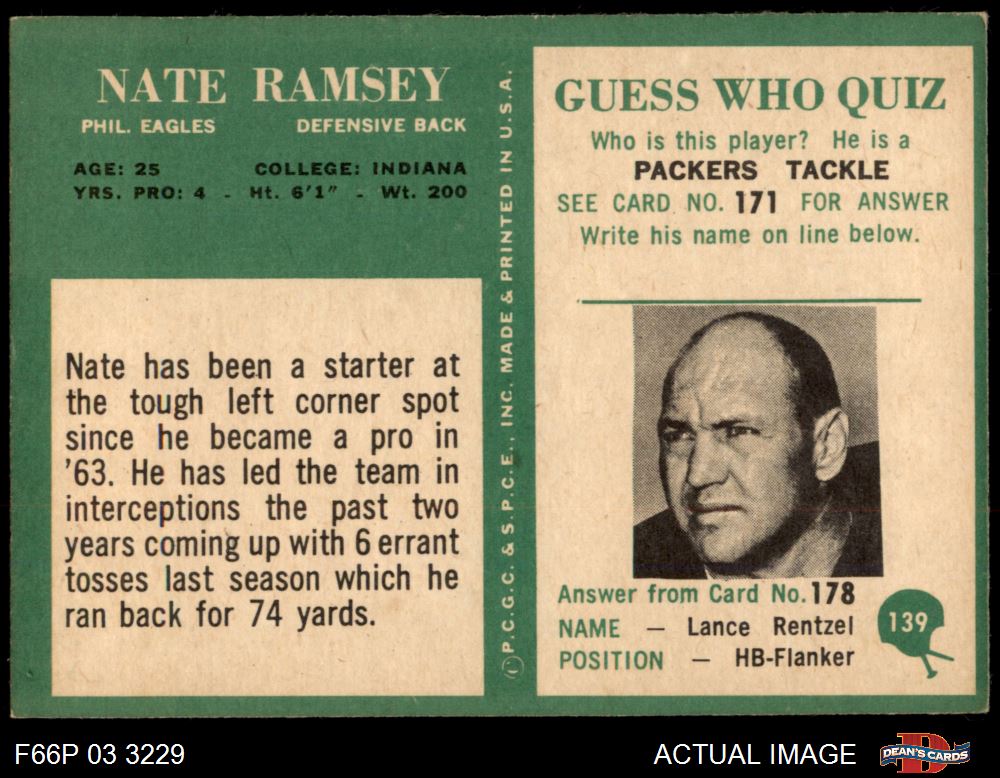 NATE RAMSEY
PHIL. EAGLES DEFENSIVE BACK
AGE: 25 COLLEGE: INDIANA
YRS. PRO: 4 - Ht. 6'1" - Wt. 200
Nate has been a starter at
the tough left corner spot
since he became a pro in
'63. He has led the team in
interceptions the past two
years coming up with 6 errant
tosses last season which he
ran back for 74 yards.
© P.C.G.C. & S.P.C.E., INC. MADE & PRINTED IN U.S.A.
GUESS WHO QUIZ
Who is this player? He is a
PACKERS TACKLE
SEE CARD NO. 171 FOR ANSWER
Write his name on line below.
Answer from Card No. 178
NAME — Lance Rentzel
POSITION — HB-Flanker
139
F66P 03 3229
ACTUAL IMAGE
D
DEAN'S CARDS